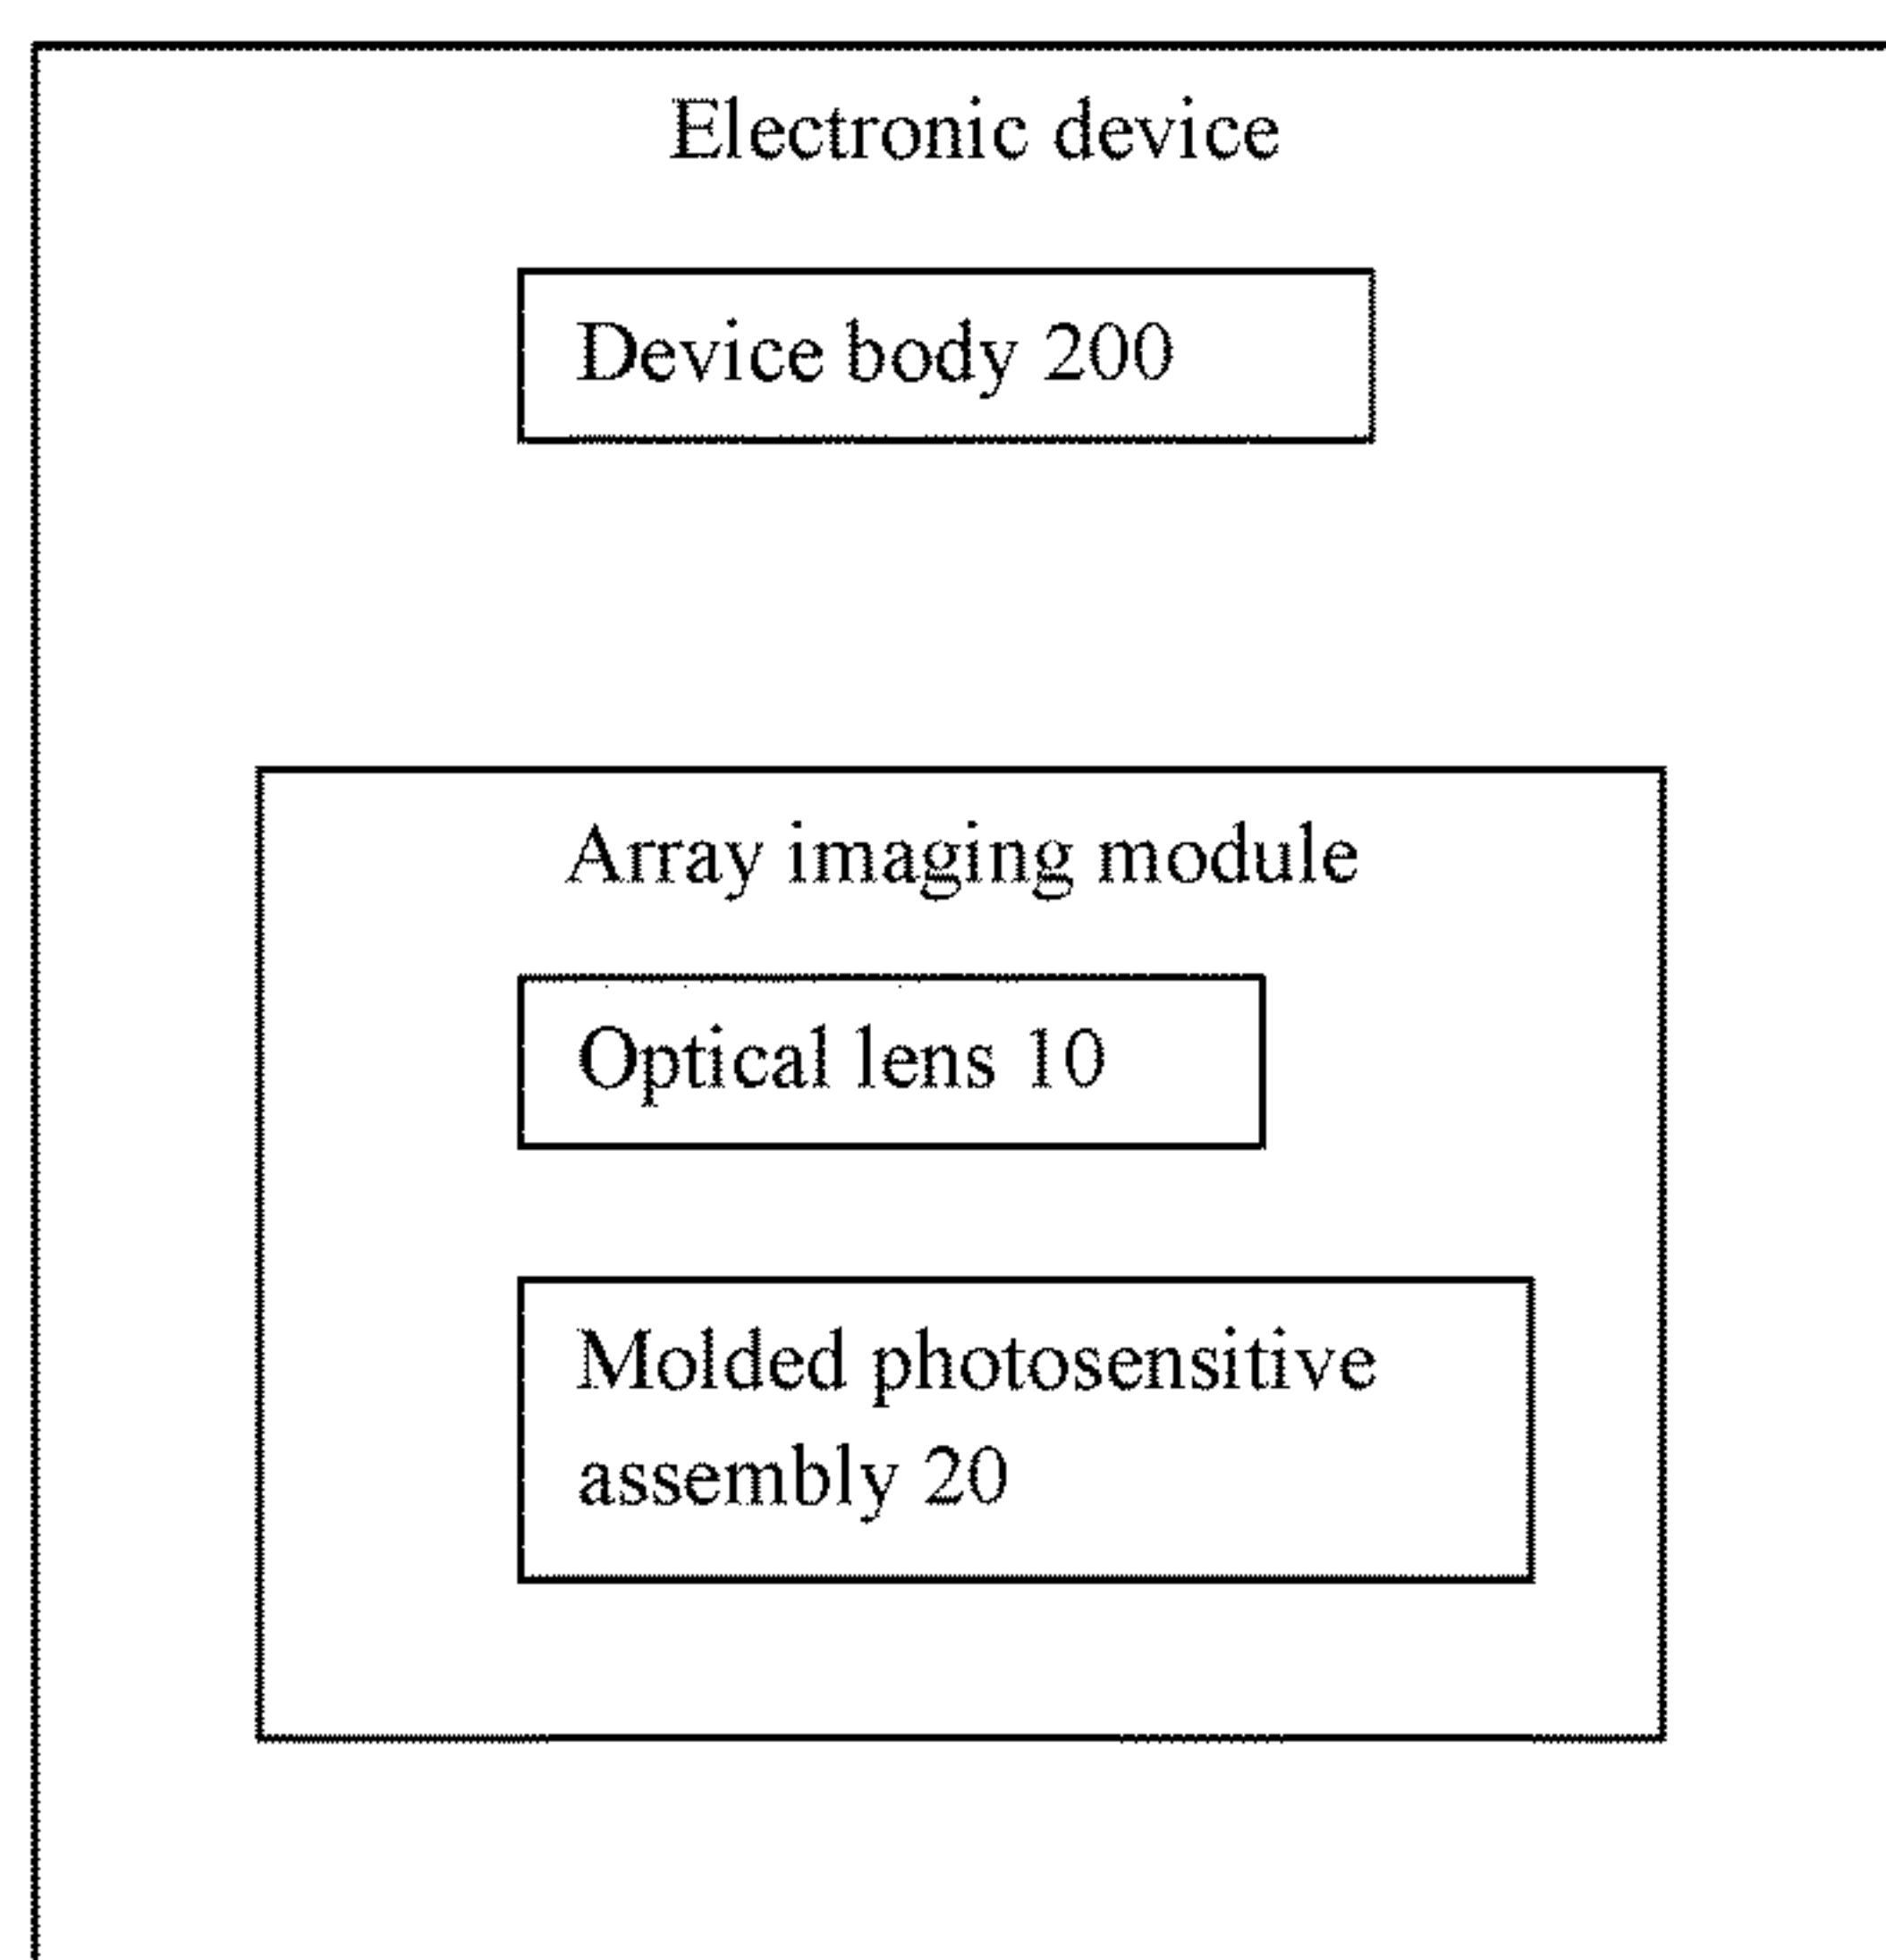 Electronic device
Device body 200
Array imaging module
Optical lens 10
Molded photosensitive
assembly 20